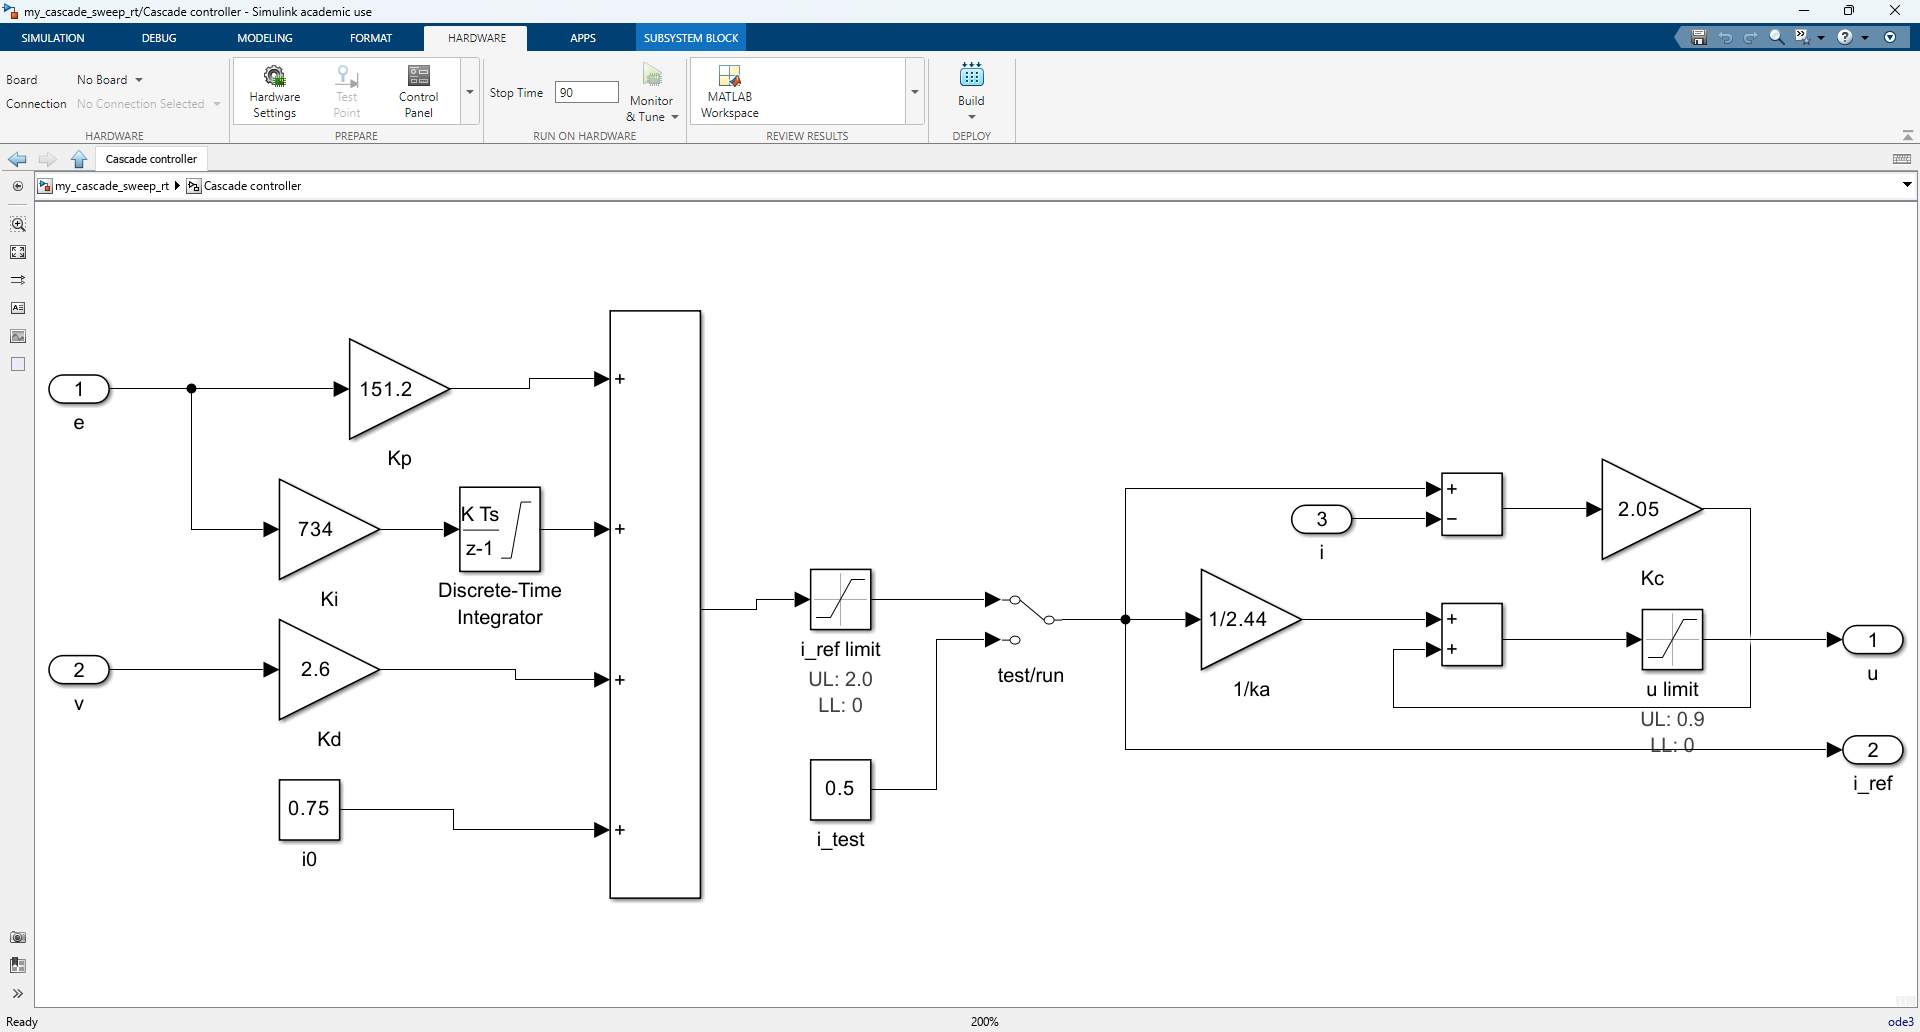 my_cascade_sweep_rt/Cascade controller - Simulink academic use
SIMULATION
DEBUG
MODELING
FORMAT
HARDWARE
APPS
SUBSYSTEM BLOCK
Board
No Board
Connection
No Connection Selected
HARDWARE
Hardware
Settings
Test
Point
Control
Panel
PREPARE
Stop Time
90
Monitor
& Tune
RUN ON HARDWARE
MATLAB
Workspace
REVIEW RESULTS
Build
DEPLOY
Cascade controller
my_cascade_sweep_rt
Cascade controller
1
e
151.2
Kp
734
Ki
K Ts
z-1
Discrete-Time
Integrator
2
v
2.6
Kd
0.75
i0
+
+
+
+
i_ref limit
UL: 2.0
LL: 0
0.5
i_test
test/run
1/2.44
1/ka
3
i
+
−
2.05
Kc
+
+
u limit
UL: 0.9
LL: 0
1
u
2
i_ref
Ready
200%
ode3